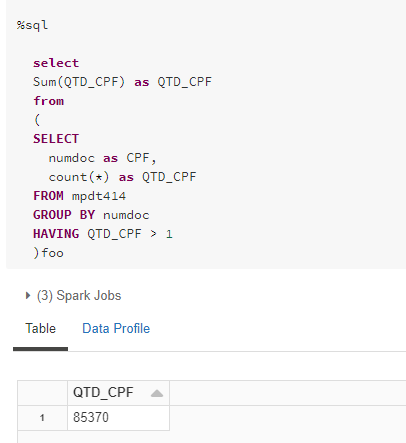 %sql
select
Sum(QTD_CPF) as QTD_CPF
from
(
SELECT
numdoc as CPF,
count(*) as QTD_CPF
FROM mpdt414
GROUP BY numdoc
HAVING QTD_CPF > 1
)foo
(3) Spark Jobs
Table Data Profile
QTD_CPF
1 85370